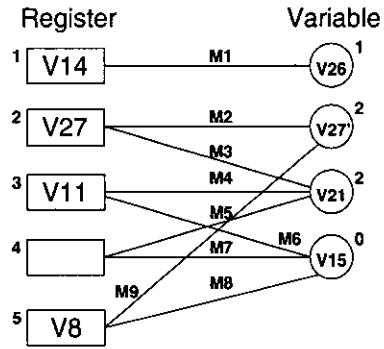 Register Variable
1 V14 M1 V26 1
2 V27 M2 V27' 2
M3
3 V11 M4 V21 2
M5
4 M7 M6 V15 0
M9 M8
5 V8